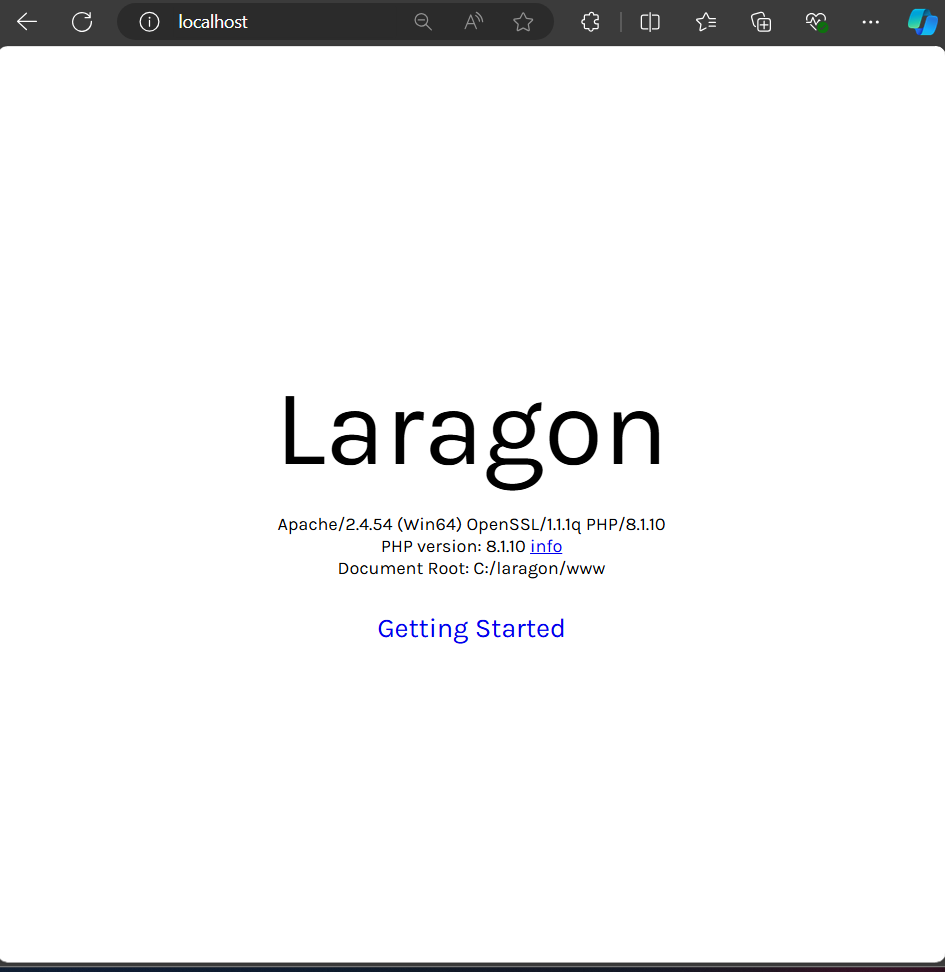 localhost
Laragon
Apache/2.4.54 (Win64) OpenSSL/1.1.1q PHP/8.1.10
PHP version: 8.1.10 info
Document Root: C:/laragon/www
Getting Started